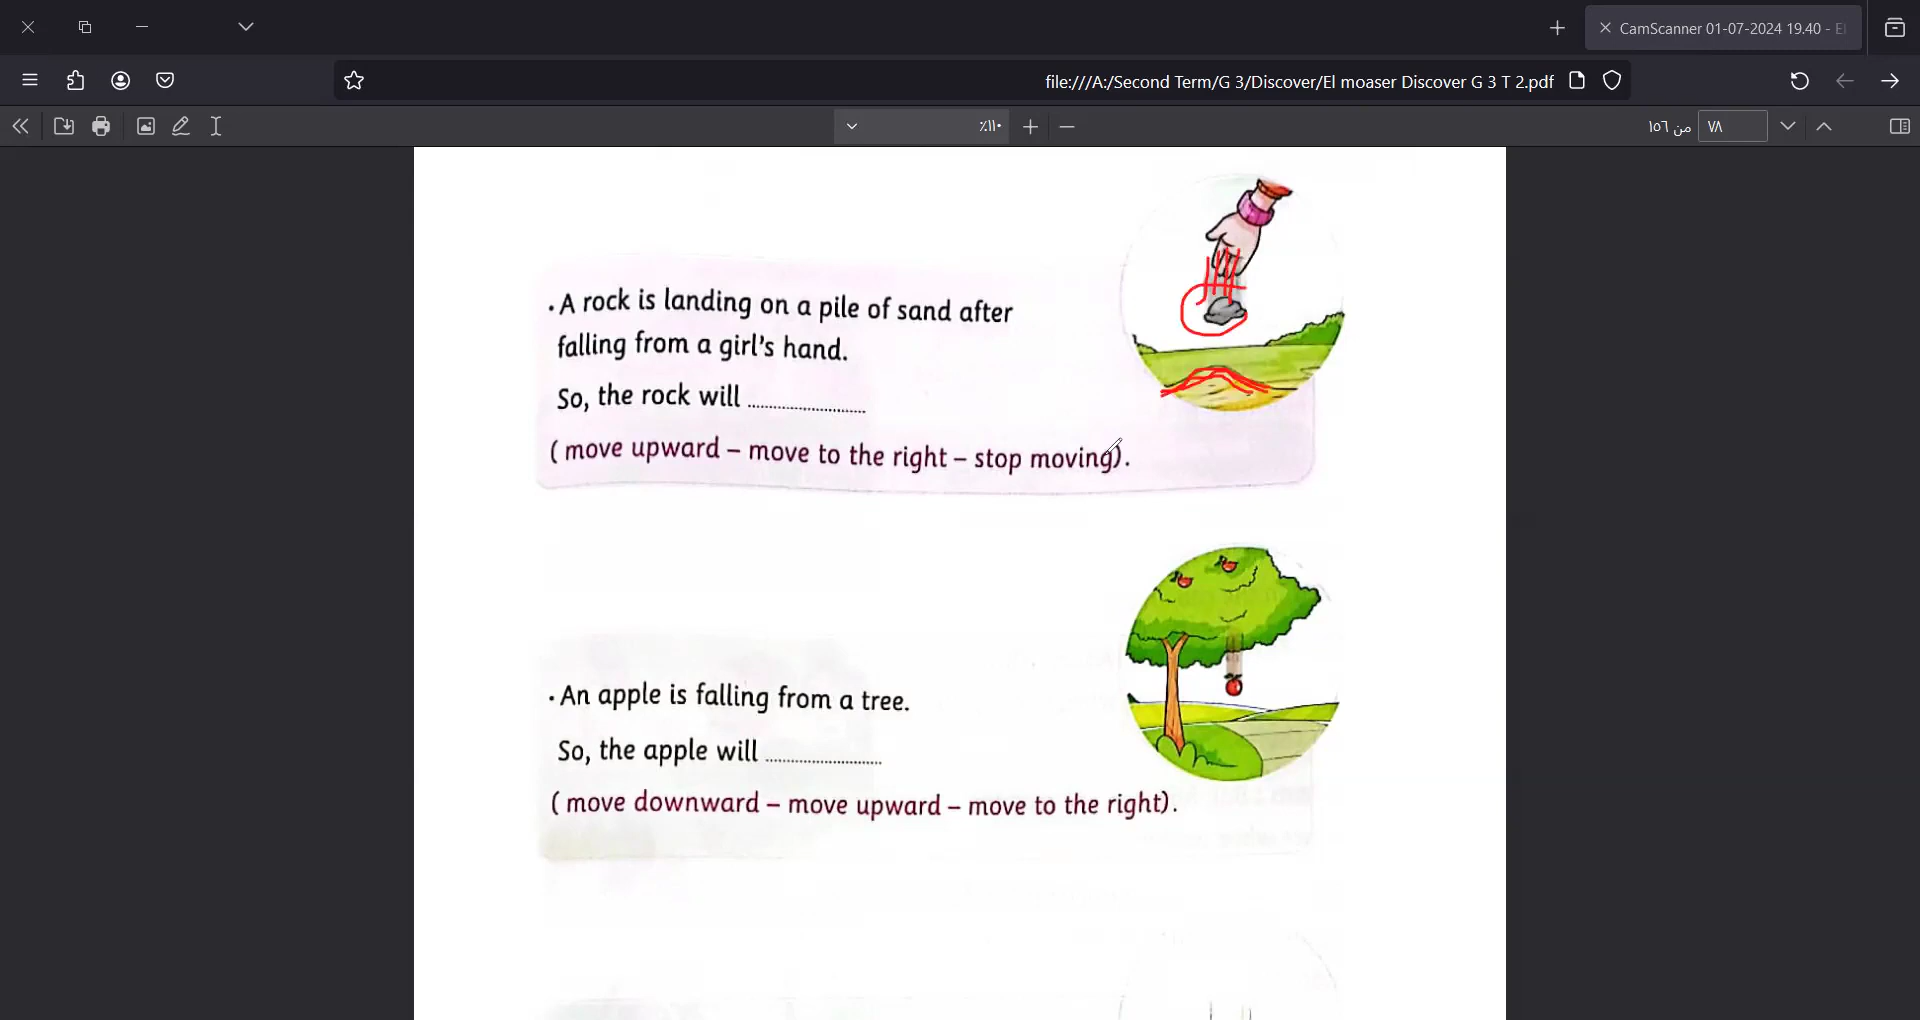 CamScanner 01-07-2024 19.40 - El
file:///A:/Second Term/G 3/Discover/El moaser Discover G 3 T 2.pdf
٪١١٠
من ١٥٦
٧٨
. A rock is landing on a pile of sand after
falling from a girl's hand.
So, the rock will ........................
( move upward – move to the right – stop moving).
. An apple is falling from a tree.
So, the apple will ........................
( move downward – move upward – move to the right).